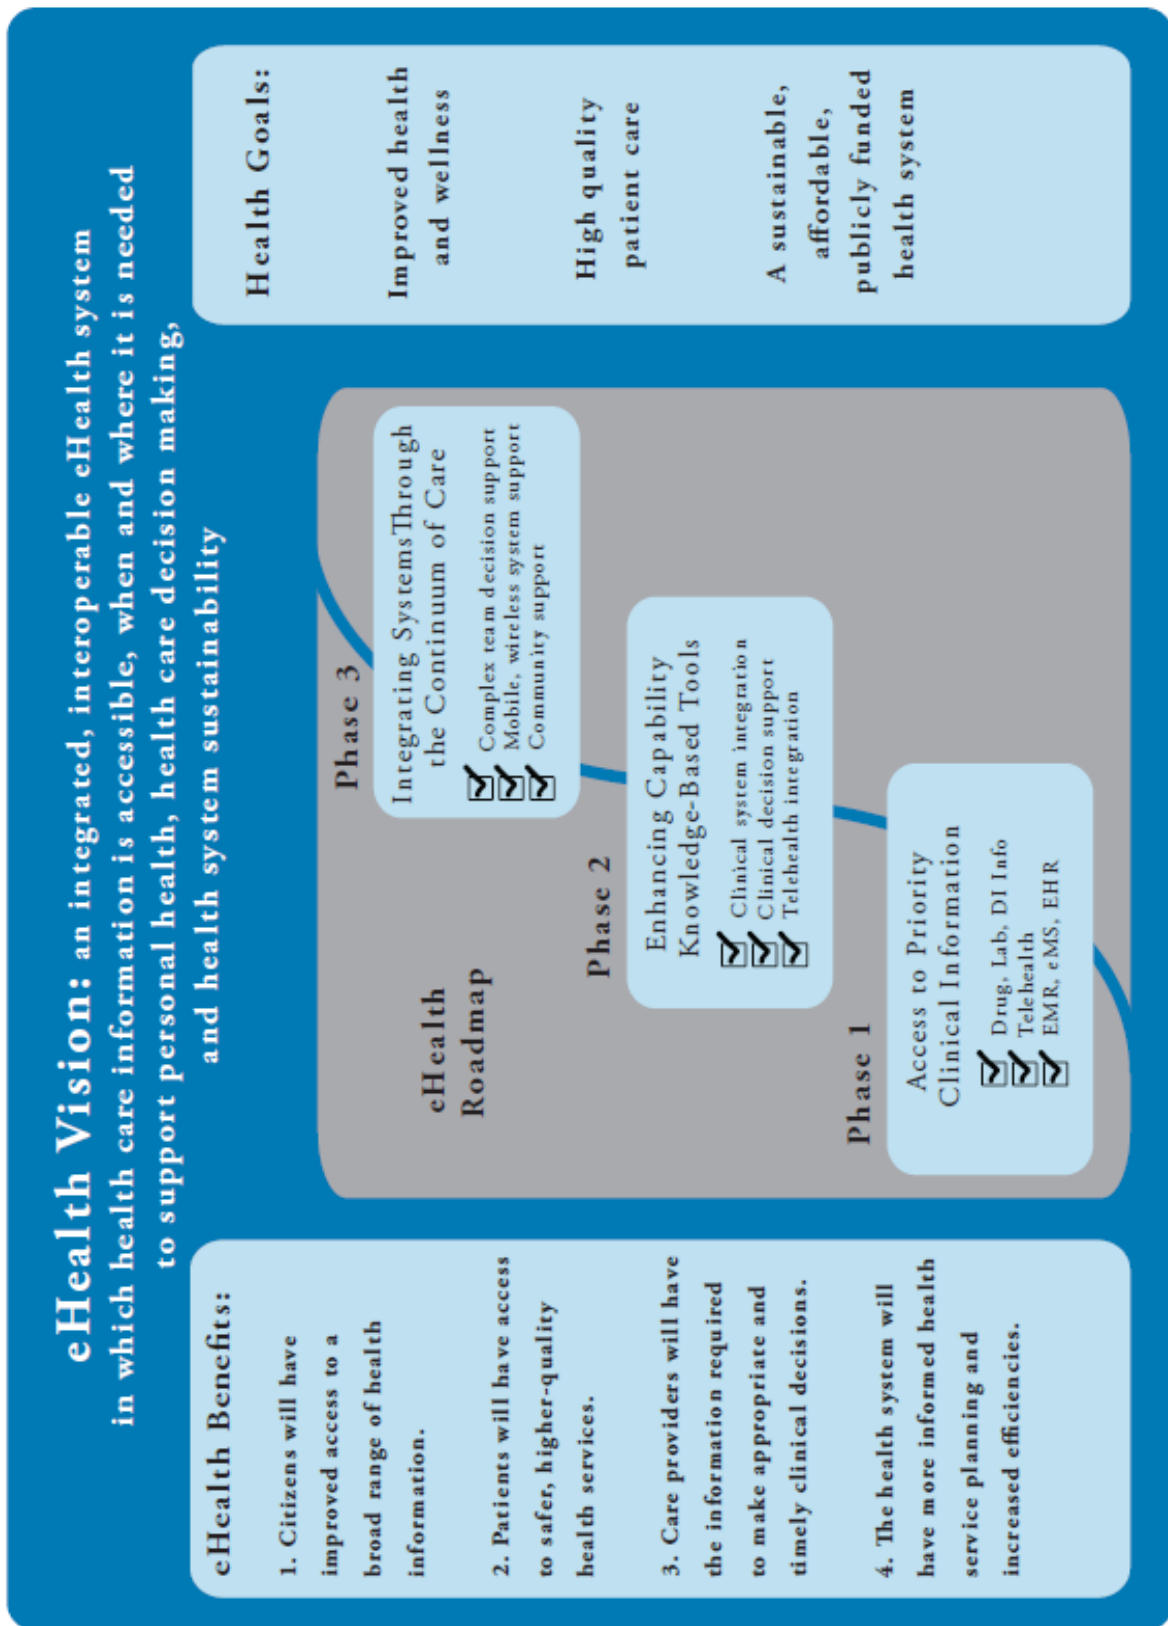 eHealth Vision: an integrated, interoperable eHealth system
in which health care information is accessible, when and where it is needed
to support personal health, health care decision making,
and health system sustainability
eHealth Benefits:
1. Citizens will have
improved access to a
broad range of health
information.
2. Patients will have access
to safer, higher-quality
health services.
3. Care providers will have
the information required
to make appropriate and
timely clinical decisions.
4. The health system will
have more informed health
service planning and
increased efficiencies.
eHealth
Roadmap
Phase 1
Access to Priority
Clinical Information
Drug, Lab, DI Info
Telehealth
EMR, eMS, EHR
Phase 2
Enhancing Capability
Knowledge-Based Tools
Clinical system integration
Clinical decision support
Telehealth integration
Phase 3
Integrating SystemsThrough
the Continuum of Care
Complex team decision support
Mobile, wireless system support
Community support
Health Goals:
Improved health
and wellness
High quality
patient care
A sustainable,
affordable,
publicly funded
health system